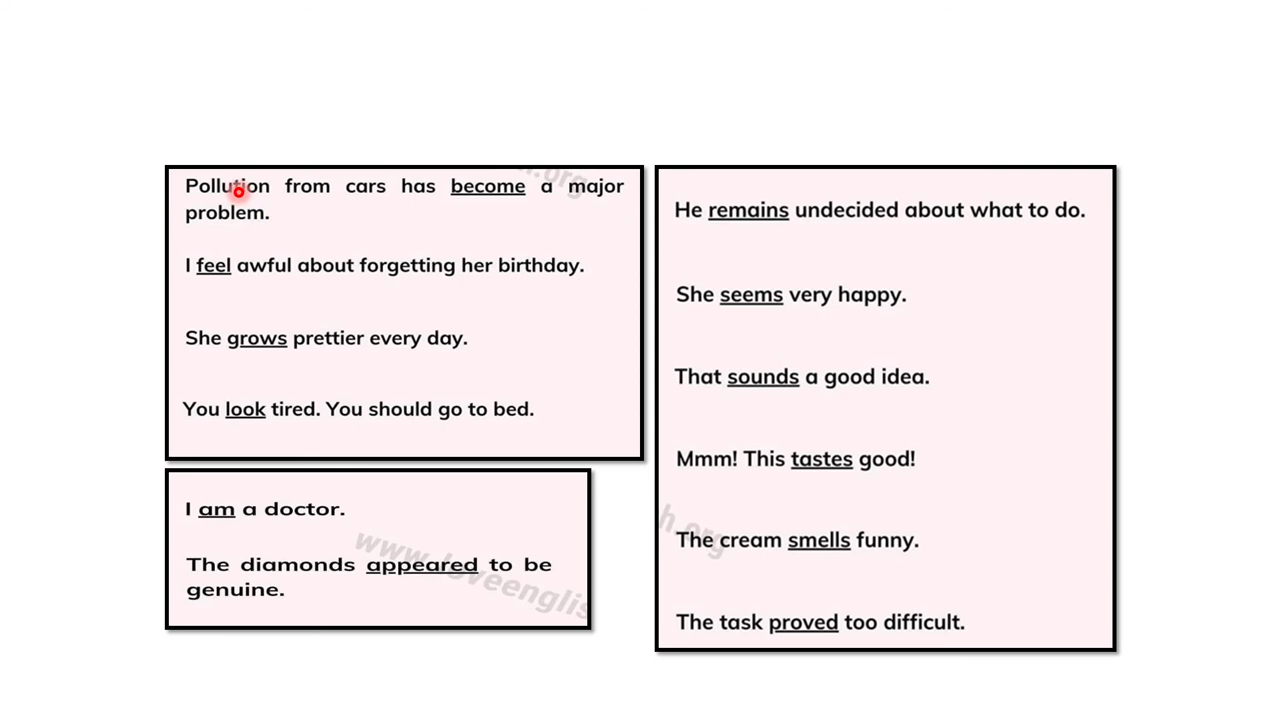 Pollution from cars has become a major
problem.
I feel awful about forgetting her birthday.
She grows prettier every day.
You look tired. You should go to bed.
I am a doctor.
The diamonds appeared to be
genuine.
He remains undecided about what to do.
She seems very happy.
That sounds a good idea.
Mmm! This tastes good!
The cream smells funny.
The task proved too difficult.